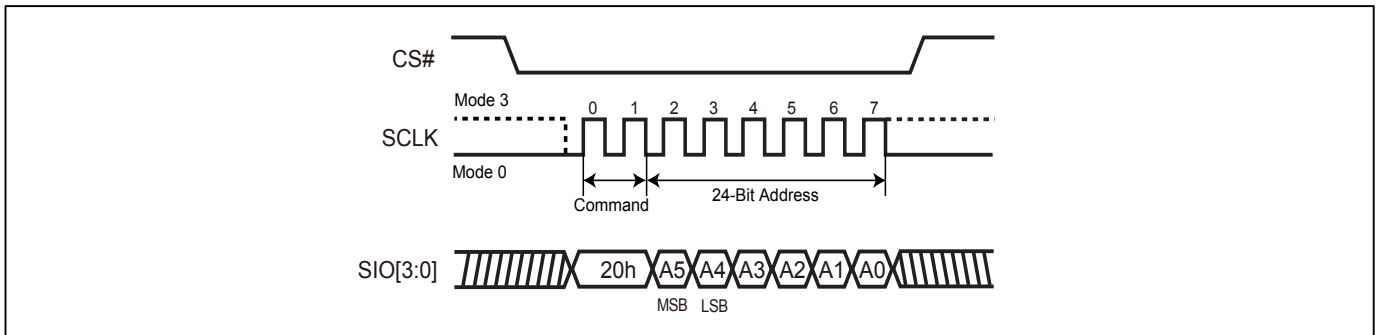 CS#
Mode 3
0 1 2 3 4 5 6 7
SCLK
Mode 0
Command
24-Bit Address
SIO[3:0]
20h A5 A4 A3 A2 A1 A0
MSB LSB